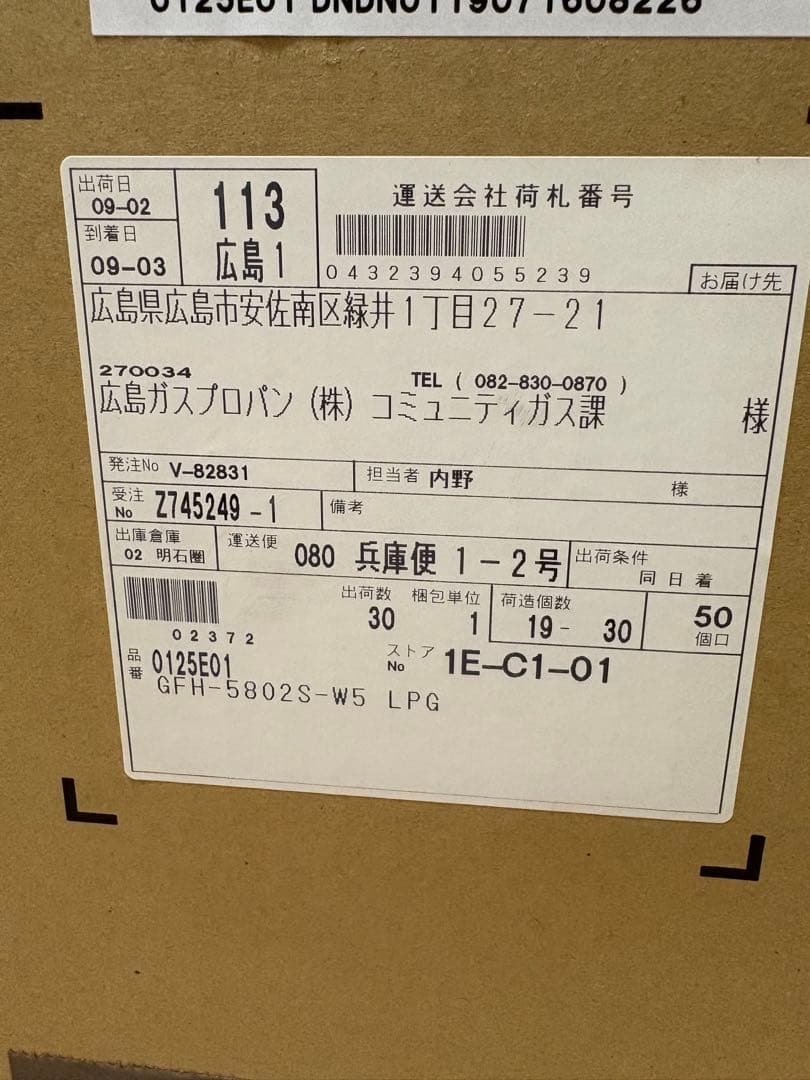 0125E01 DNDN0119071608226
出荷日
09-02
到着日
09-03
113
広島1
運送会社荷札番号
0432394055239
お届け先
広島県広島市安佐南区緑井1丁目27-21
270034
TEL ( 082-830-0870 )
広島ガスプロパン(株) コミュニティガス課 様
発注No V-82831
担当者 内野 様
受注No Z745249-1
備考
出庫倉庫
02 明石圏
運送便 080 兵庫便 1-2号
出荷条件
同日着
02372
出荷数
30
梱包単位
1
荷造個数
19- 30
50
個口
品番 0125E01
ストアNo 1E-C1-01
GFH-5802S-W5 LPG